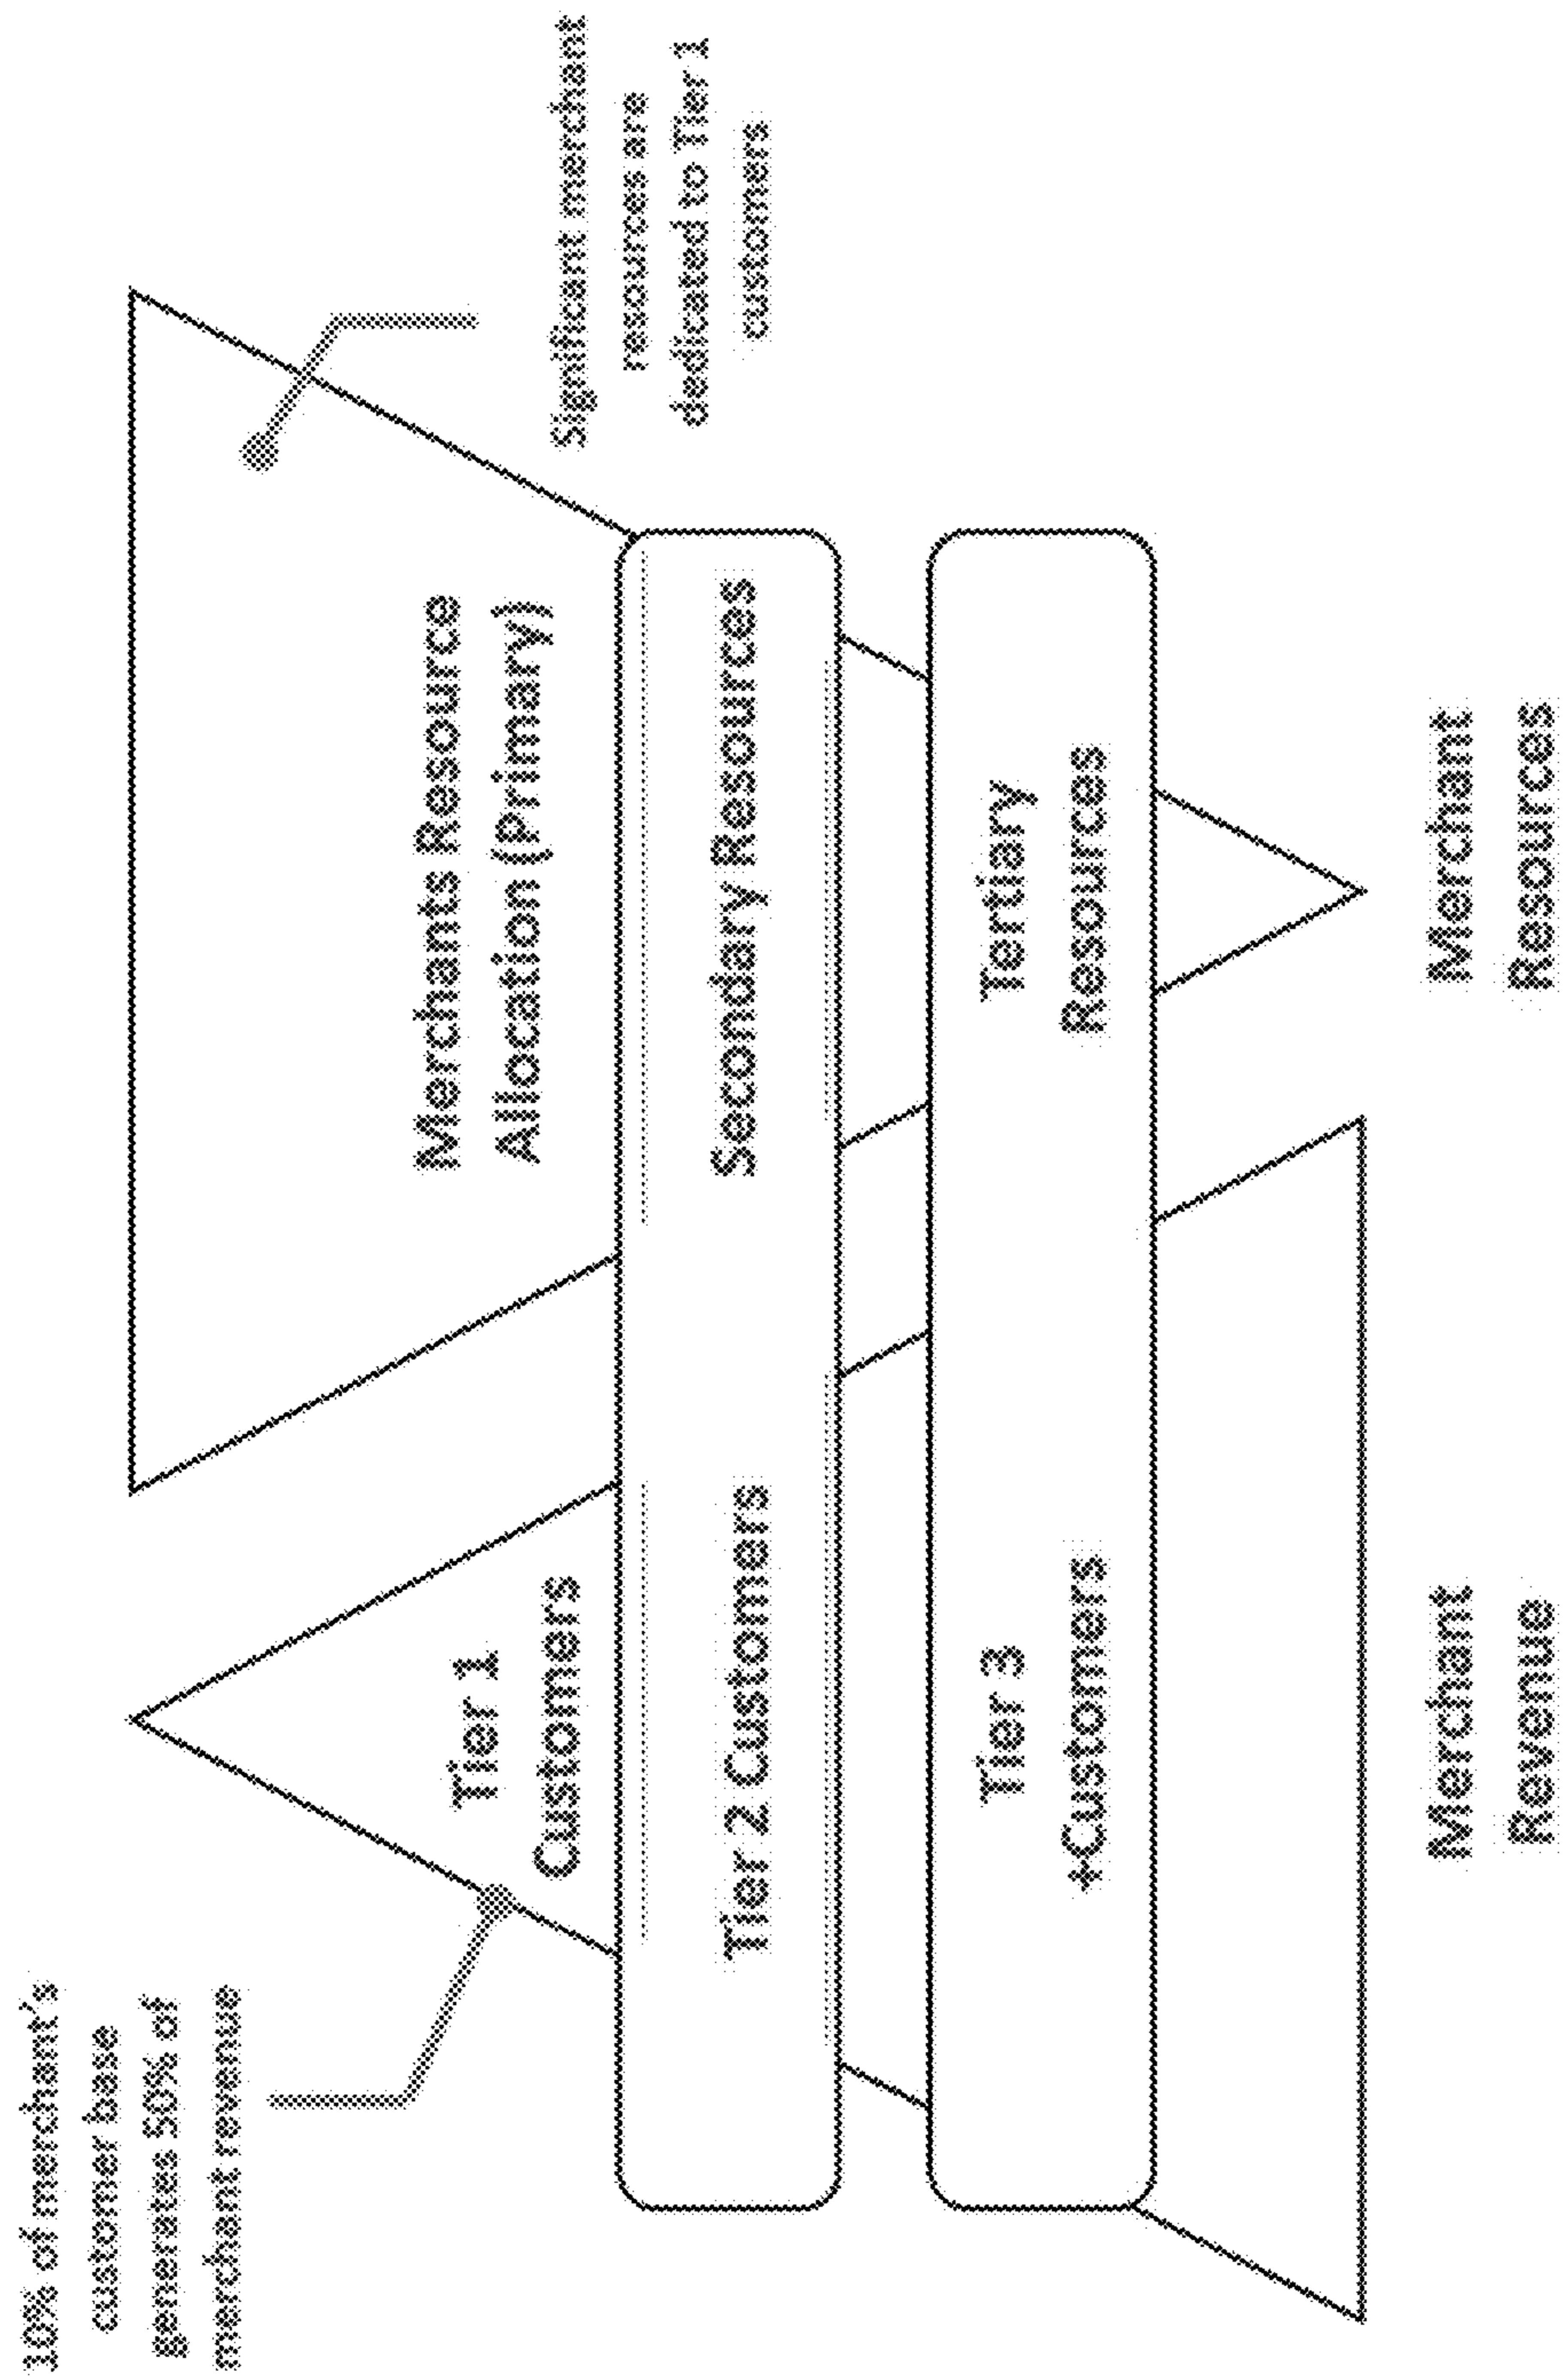 10% of merchant's
customer base
generates 50% of
merchant revenue
Tier 1
Customers
Merchants Resource
Allocation (Primary)
Significant merchant
resources are
dedicated to Tier 1
customers
Tier 2 Customers
Secondary Resources
Tier 3
+Customers
Tertiary
Resources
Merchant
Revenue
Merchant
Resources